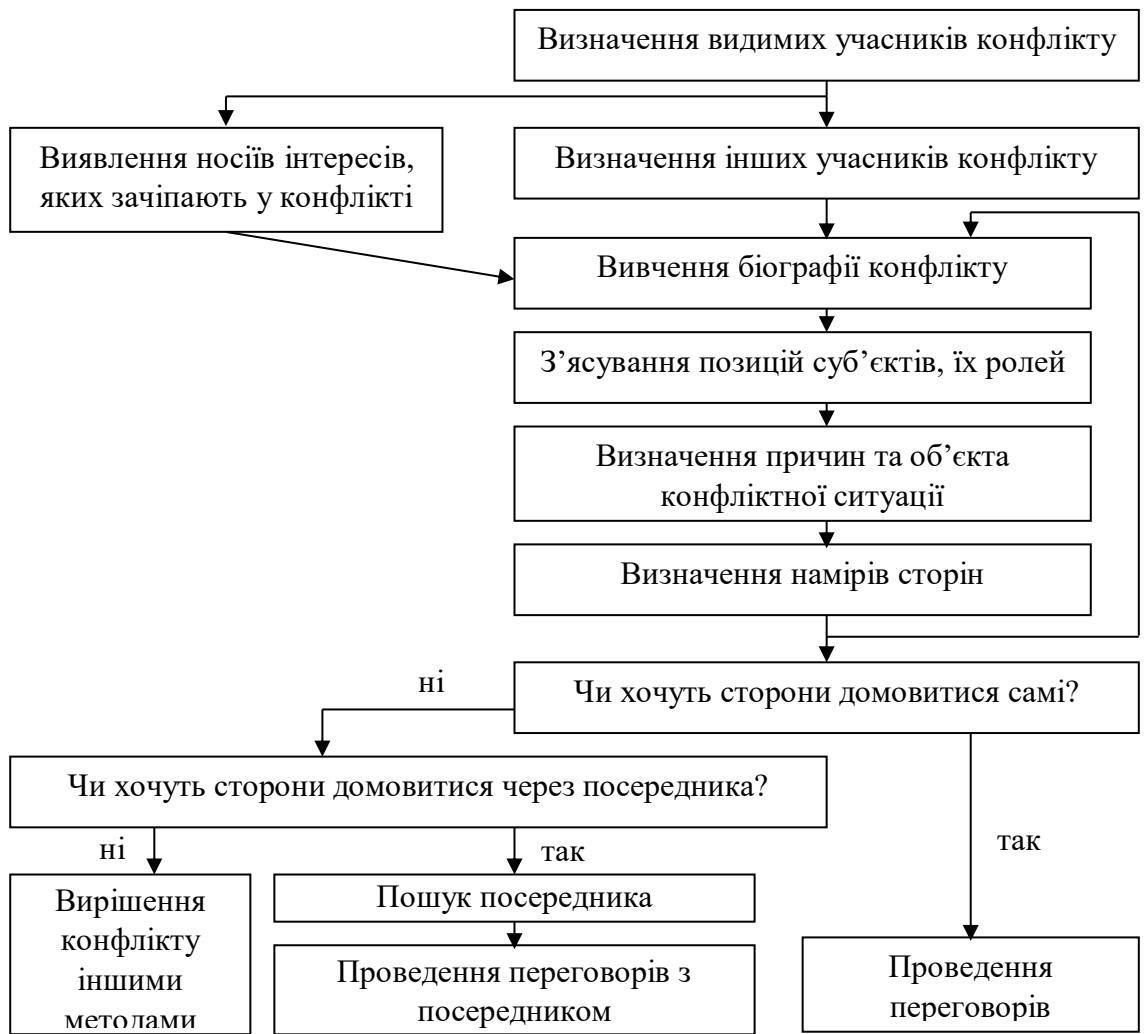 Визначення видимих учасників конфлікту
Виявлення носіїв інтересів,
яких зачіпають у конфлікті
Визначення інших учасників конфлікту
Вивчення біографії конфлікту
З’ясування позицій суб’єктів, їх ролей
Визначення причин та об’єкта
конфліктної ситуації
Визначення намірів сторін
Чи хочуть сторони домовитися самі?
ні
Чи хочуть сторони домовитися через посередника?
ні
так
так
Вирішення
конфлікту
іншими
методами
Пошук посередника
Проведення переговорів з
посередником
Проведення
переговорів